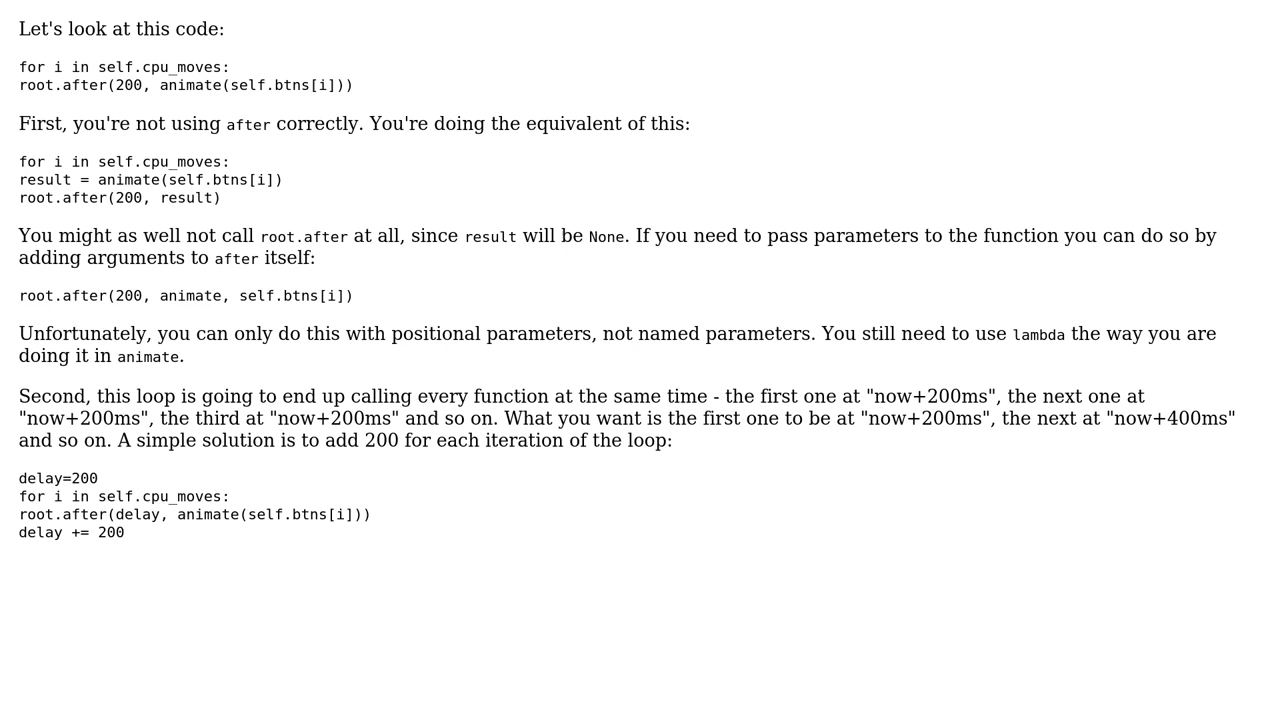 Let's look at this code:
for i in self.cpu_moves:
root.after(200, animate(self.btns[i]))
First, you're not using after correctly. You're doing the equivalent of this:
for i in self.cpu_moves:
result = animate(self.btns[i])
root.after(200, result)
You might as well not call root.after at all, since result will be None. If you need to pass parameters to the function you can do so by
adding arguments to after itself:
root.after(200, animate, self.btns[i])
Unfortunately, you can only do this with positional parameters, not named parameters. You still need to use lambda the way you are
doing it in animate.
Second, this loop is going to end up calling every function at the same time - the first one at "now+200ms", the next one at
"now+200ms", the third at "now+200ms" and so on. What you want is the first one to be at "now+200ms", the next at "now+400ms"
and so on. A simple solution is to add 200 for each iteration of the loop:
delay=200
for i in self.cpu_moves:
root.after(delay, animate(self.btns[i]))
delay += 200